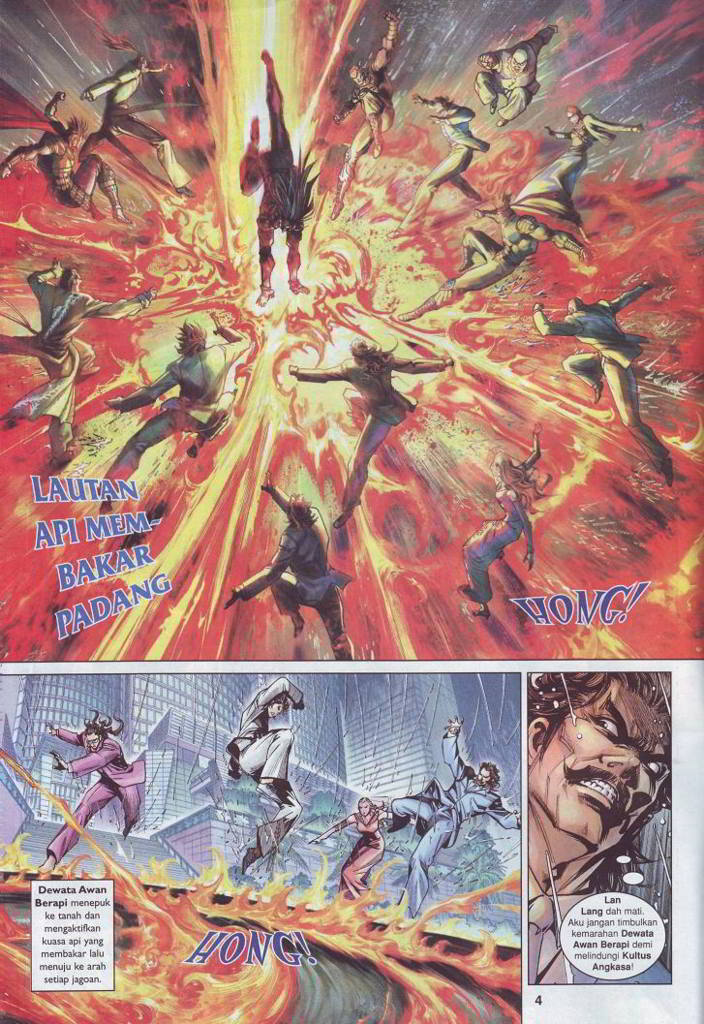 LAUTAN
API MEM-
BAKAR
PADANG
HONG!
Dewata Awan
Berapi menepuk
ke tanah dan
mengaktifkan
kuasa api yang
membakar lalu
menuju ke arah
setiap jagoan.
HONG!
Lan
Lang dah mati.
Aku jangan timbulkan
kemarahan Dewata
Awan Berapi demi
melindungi Kultus
Angkasa!
4